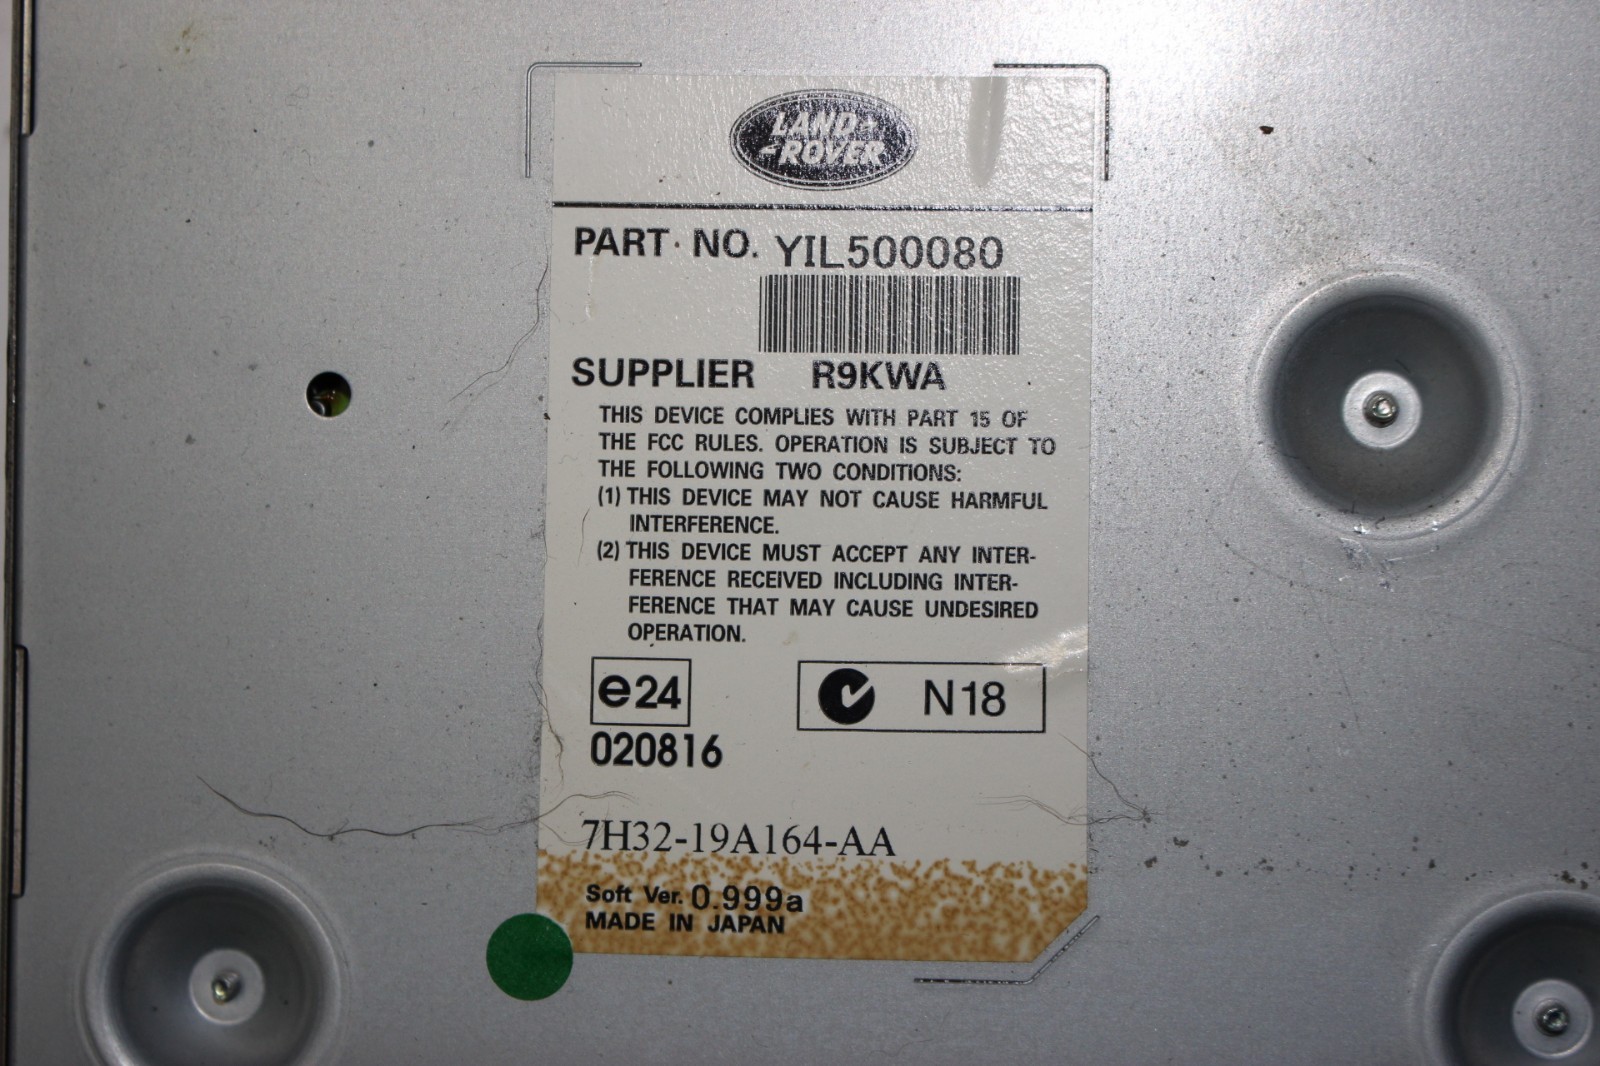 LAND
ROVER
PART NO. YIL500080
SUPPLIER R9KWA
THIS DEVICE COMPLIES WITH PART 15 OF
THE FCC RULES. OPERATION IS SUBJECT TO
THE FOLLOWING TWO CONDITIONS:
(1) THIS DEVICE MAY NOT CAUSE HARMFUL
INTERFERENCE.
(2) THIS DEVICE MUST ACCEPT ANY INTER-
FERENCE RECEIVED INCLUDING INTER-
FERENCE THAT MAY CAUSE UNDESIRED
OPERATION.
e24
N18
020816
7H32-19A164-AA
Soft Ver. 0.999a
MADE IN JAPAN